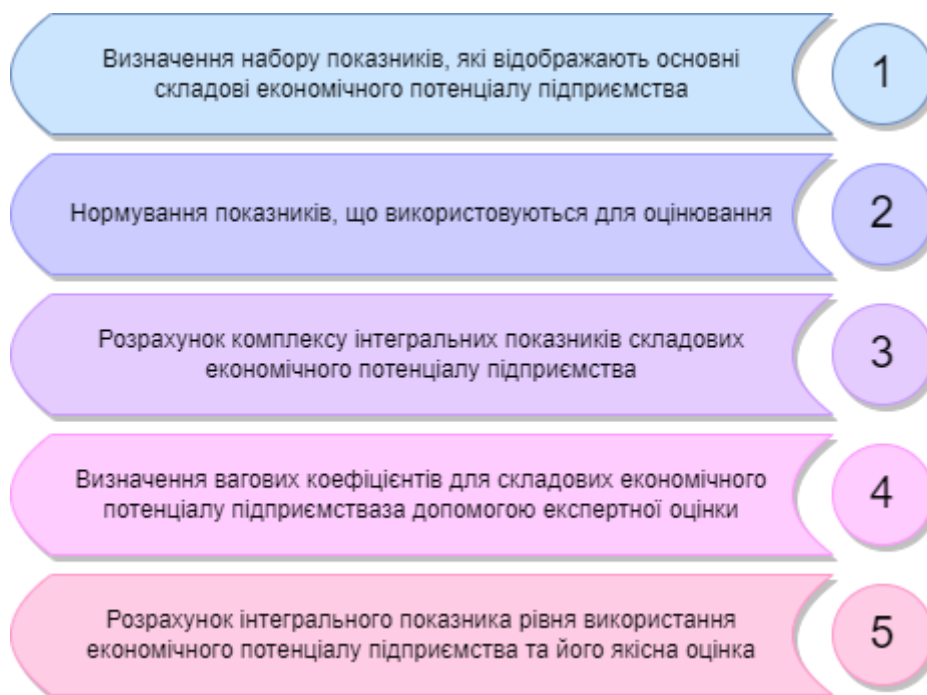 Визначення набору показників, які відображають основні
складові економічного потенціалу підприємства
1
Нормування показників, що використовуються для оцінювання
2
Розрахунок комплексу інтегральних показників складових
економічного потенціалу підприємства
3
Визначення вагових коефіцієнтів для складових економічного
потенціалу підприємстваза допомогою експертної оцінки
4
Розрахунок інтегрального показника рівня використання
економічного потенціалу підприємства та його якісна оцінка
5